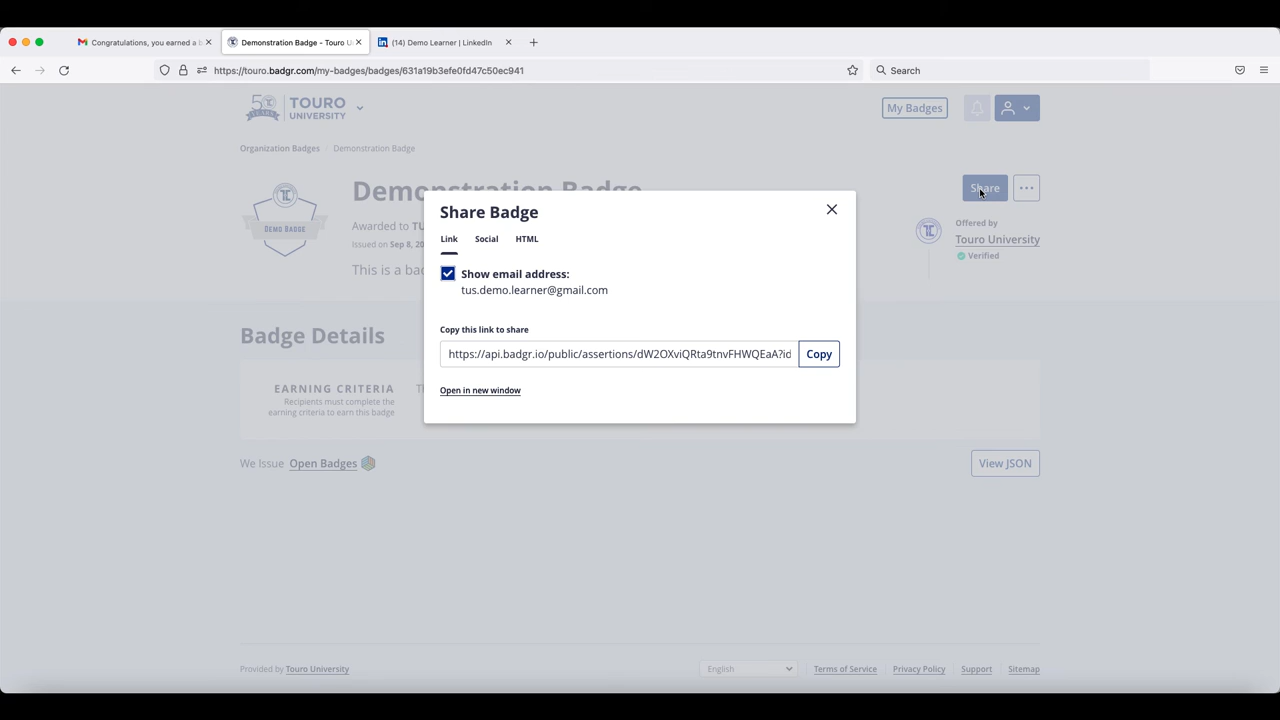 Congratulations, you earned a b
Demonstration Badge - Touro U
(14) Demo Learner | LinkedIn
https://touro.badgr.com/my-badges/badges/631a19b3efe0fd47c50ec941
Search
50 YEARS
TOURO
UNIVERSITY
My Badges
Organization Badges / Demonstration Badge
DEMO BADGE
Demonstration Badge
Share
Awarded to TU
Issued on Sep 8, 20
This is a bad
Offered by
Touro University
Verified
Share Badge
Link Social HTML
Show email address:
tus.demo.learner@gmail.com
Copy this link to share
https://api.badgr.io/public/assertions/dW2OXviQRta9tnvFHWQEaA?id
Copy
Open in new window
Badge Details
EARNING CRITERIA
Recipients must complete the
earning criteria to earn this badge
We Issue Open Badges
View JSON
Provided by Touro University
English
Terms of Service
Privacy Policy
Support
Sitemap